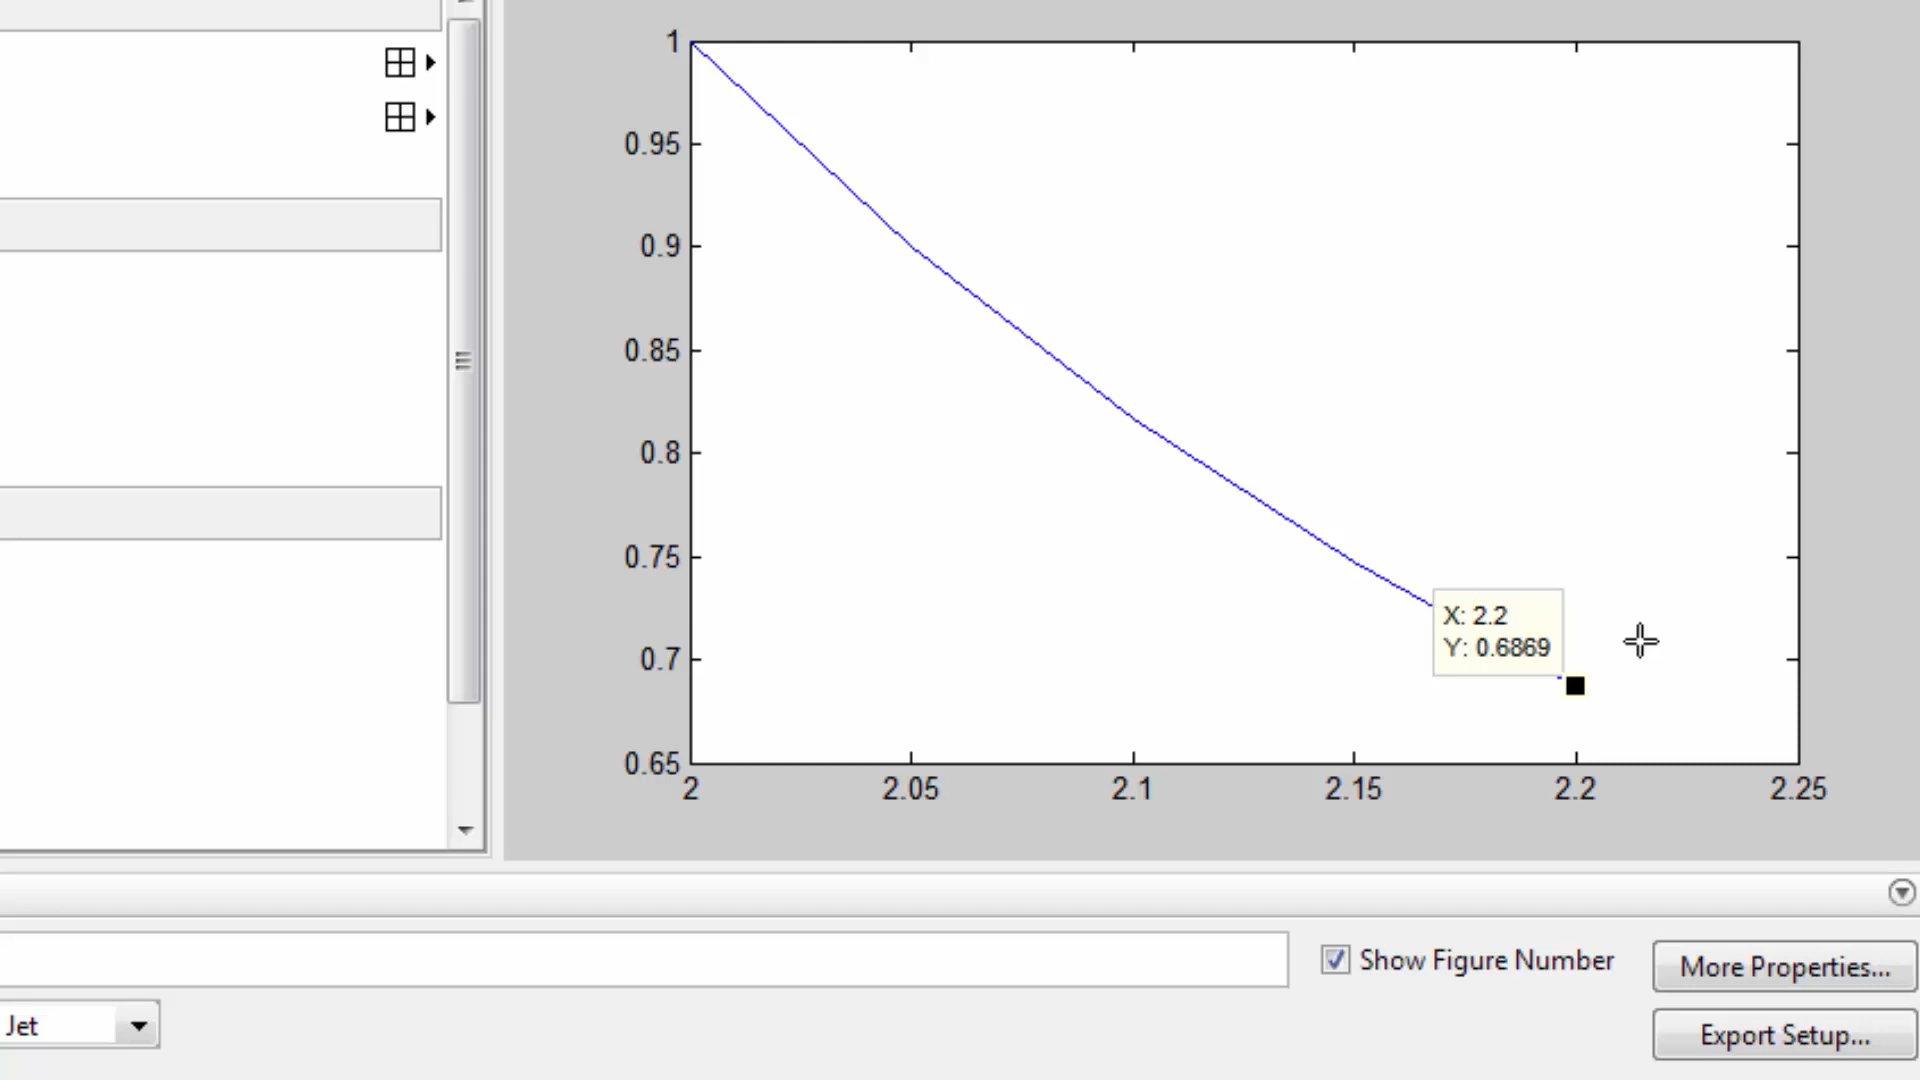 1
0.95
0.9
0.85
0.8
0.75
0.7
0.65
X: 2.2
Y: 0.6869
2 2.05 2.1 2.15 2.2 2.25
Show Figure Number
More Properties...
Jet
Export Setup...